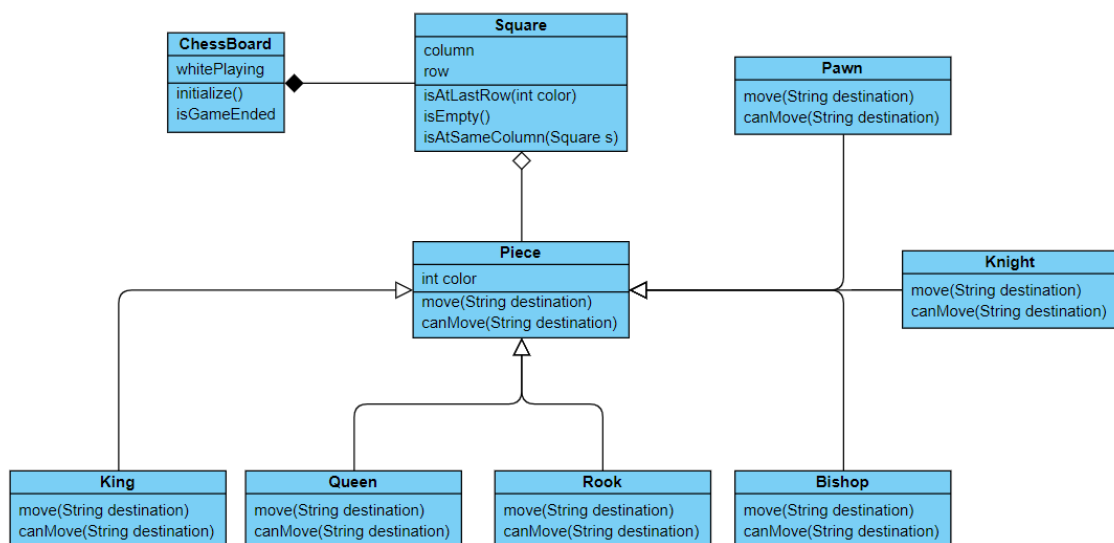 ChessBoard
whitePlaying
initialize()
isGameEnded
Square
column
row
isAtLastRow(int color)
isEmpty()
isAtSameColumn(Square s)
Pawn
move(String destination)
canMove(String destination)
Piece
int color
move(String destination)
canMove(String destination)
Knight
move(String destination)
canMove(String destination)
King
move(String destination)
canMove(String destination)
Queen
move(String destination)
canMove(String destination)
Rook
move(String destination)
canMove(String destination)
Bishop
move(String destination)
canMove(String destination)